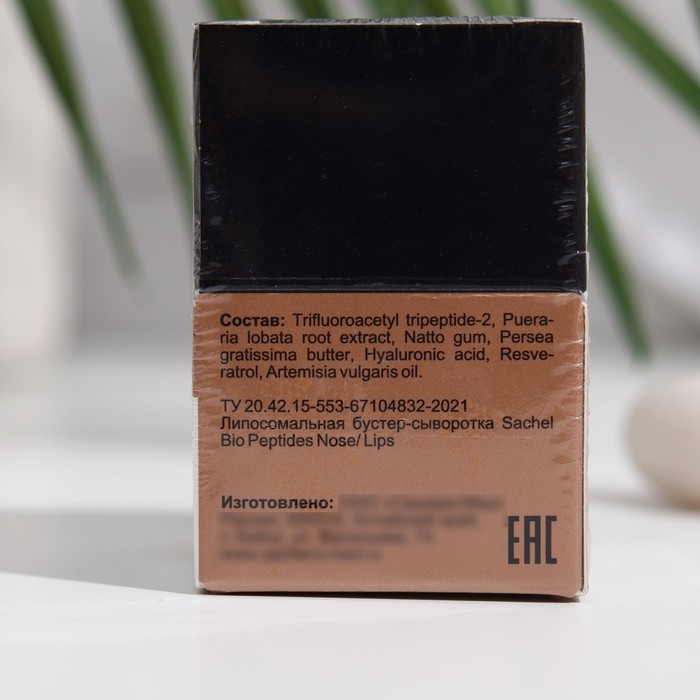 Состав: Trifluoroacetyl tripeptide-2, Puera-
ria lobata root extract, Natto gum, Persea
gratissima butter, Hyaluronic acid, Resve-
ratrol, Artemisia vulgaris oil.
ТУ 20.42.15-553-67104832-2021
Липосомальная бустер-сыворотка Sachel
Bio Peptides Nose/ Lips
Изготовлено:
EAC